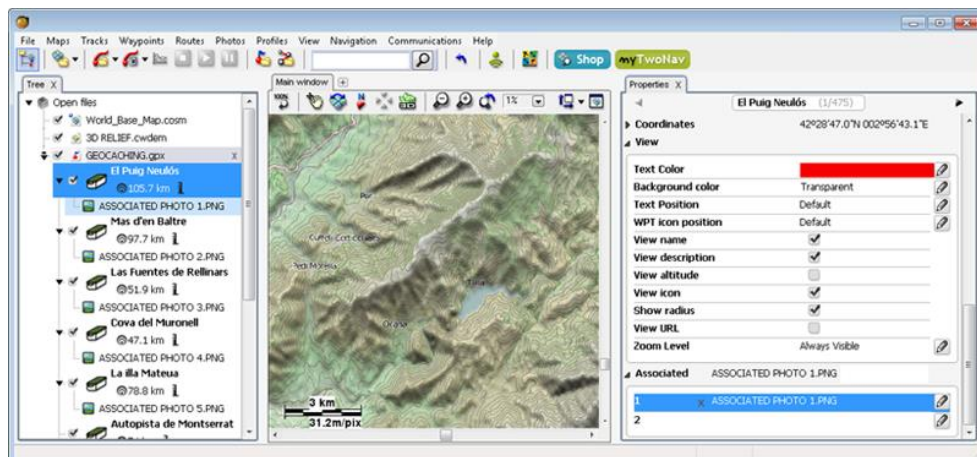 File Maps Tracks Waypoints Routes Photos Profiles View Navigation Communications Help
Shop
myTwoNav
Tree X
Open files
World_Base_Map.cosm
3D RELIEF.cwdem
GEOCACHING.gpx x
El Puig Neulós
105.7 km
ASSOCIATED PHOTO 1.PNG
Mas d'en Baltre
97.7 km
ASSOCIATED PHOTO 2.PNG
Las Fuentes de Rellinars
51.9 km
ASSOCIATED PHOTO 3.PNG
Cova del Muronell
47.1 km
ASSOCIATED PHOTO 4.PNG
La illa Mateua
78.8 km
ASSOCIATED PHOTO 5.PNG
Autopista de Montserrat
Main window
100%
1%
Tiana
Oriana
3 km
31.2m/pix
Properties X
El Puig Neulós (1/475)
Coordinates 42º28'47.0"N 002º56'43.1"E
View
Text Color
Background color Transparent
Text Position Default
WPT icon position Default
View name
View description
View altitude
View icon
Show radius
View URL
Zoom Level Always Visible
Associated ASSOCIATED PHOTO 1.PNG
1 x ASSOCIATED PHOTO 1.PNG
2